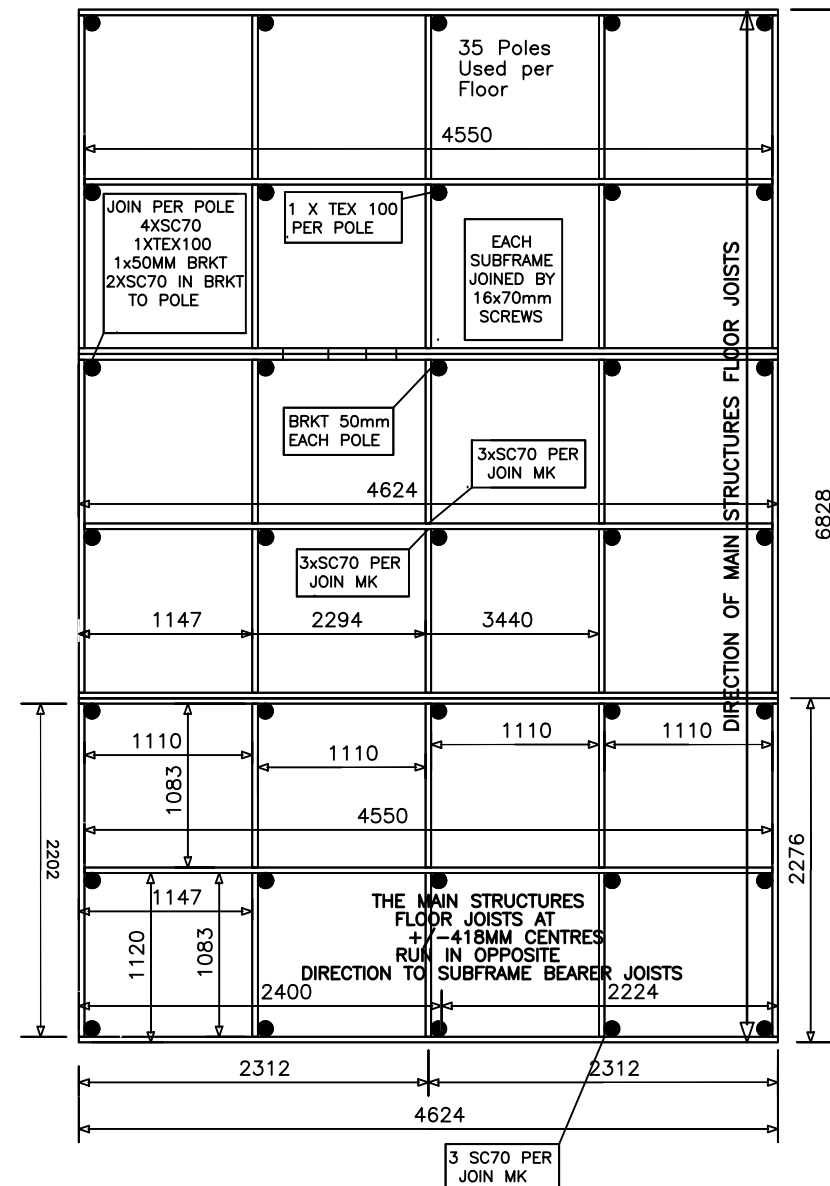 35 Poles
Used per
Floor
4550
JOIN PER POLE
4XSC70
1XTEX100
1x50MM BRKT
2XSC70 IN BRKT
TO POLE
1 X TEX 100
PER POLE
EACH
SUBFRAME
JOINED BY
16x70mm
SCREWS
DIRECTION OF MAIN STRUCTURES FLOOR JOISTS
6828
BRKT 50mm
EACH POLE
3xSC70 PER
JOIN MK
4624
3xSC70 PER
JOIN MK
1147
2294
3440
1110
1110
1110
1110
1083
4550
2202
2276
1147
1120
1083
THE MAIN STRUCTURES
FLOOR JOISTS AT
+/-418MM CENTRES
RUN IN OPPOSITE
DIRECTION TO SUBFRAME BEARER JOISTS
2400
2224
2312
2312
4624
3 SC70 PER
JOIN MK